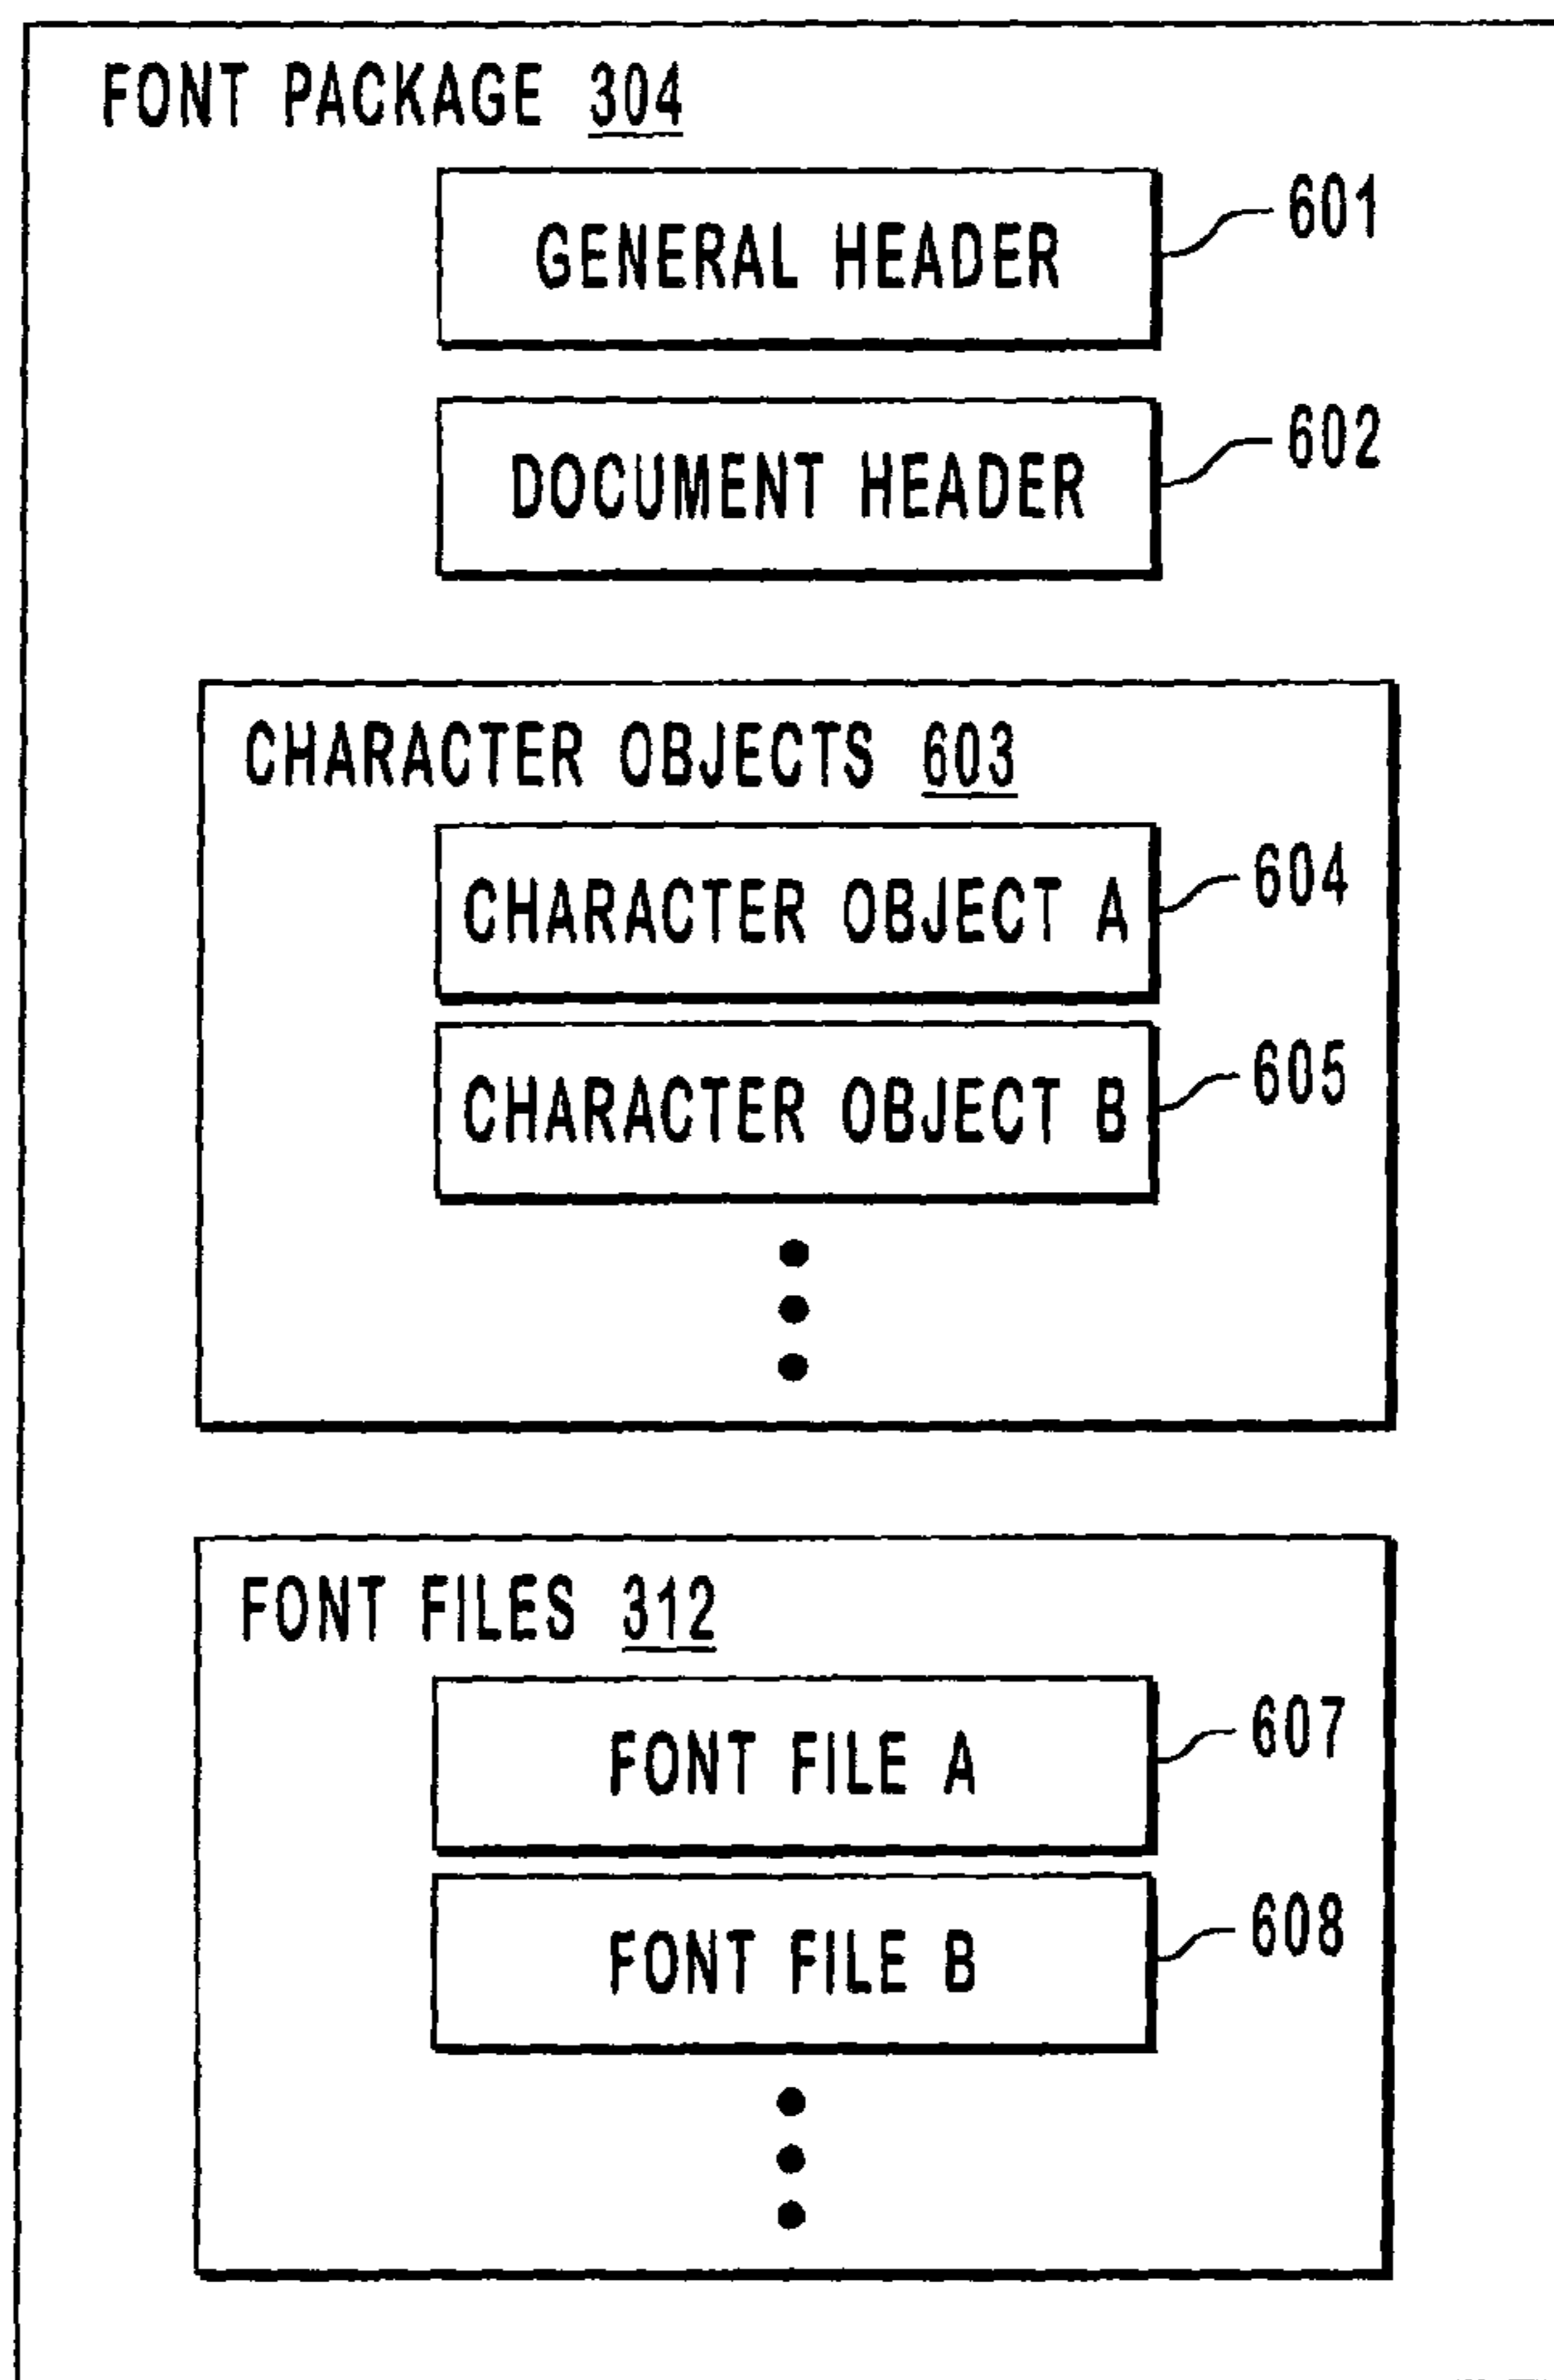 FONT PACKAGE 304
GENERAL HEADER
601
DOCUMENT HEADER
602
CHARACTER OBJECTS 603
CHARACTER OBJECT A
604
CHARACTER OBJECT B
605
FONT FILES 312
FONT FILE A
607
FONT FILE B
608